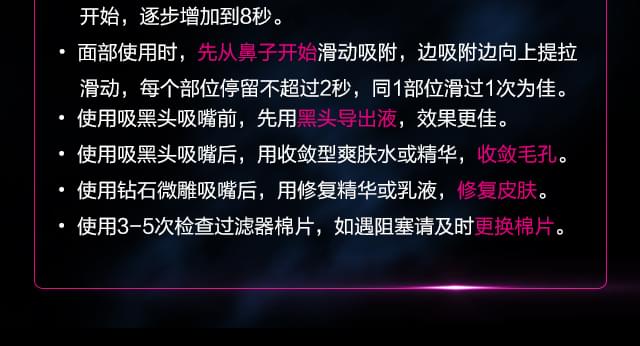 开始，逐步增加到8秒。
• 面部使用时，先从鼻子开始滑动吸附，边吸附边向上提拉
滑动，每个部位停留不超过2秒，同1部位滑过1次为佳。
• 使用吸黑头吸嘴前，先用黑头导出液，效果更佳。
• 使用吸黑头吸嘴后，用收敛型爽肤水或精华，收敛毛孔。
• 使用钻石微雕吸嘴后，用修复精华或乳液，修复皮肤。
• 使用3-5次检查过滤器棉片，如遇阻塞请及时更换棉片。